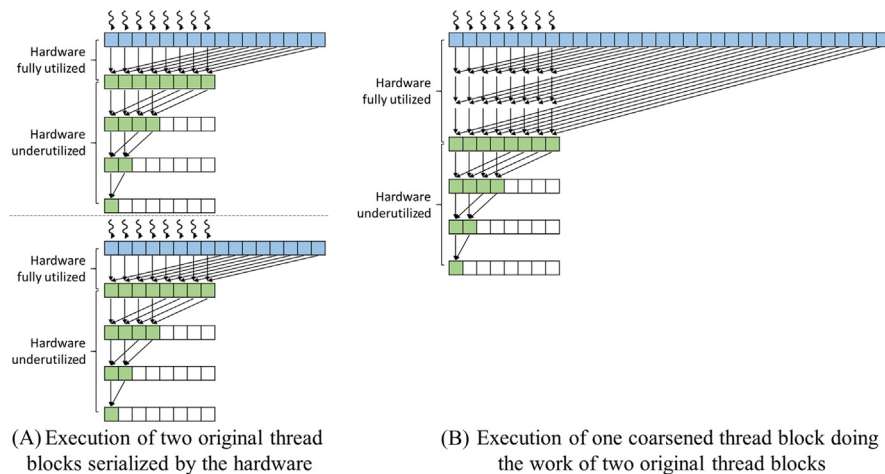 Hardware
fully utilized
Hardware
underutilized
Hardware
fully utilized
Hardware
underutilized
(A) Execution of two original thread
blocks serialized by the hardware
Hardware
fully utilized
Hardware
underutilized
(B) Execution of one coarsened thread block doing
the work of two original thread blocks